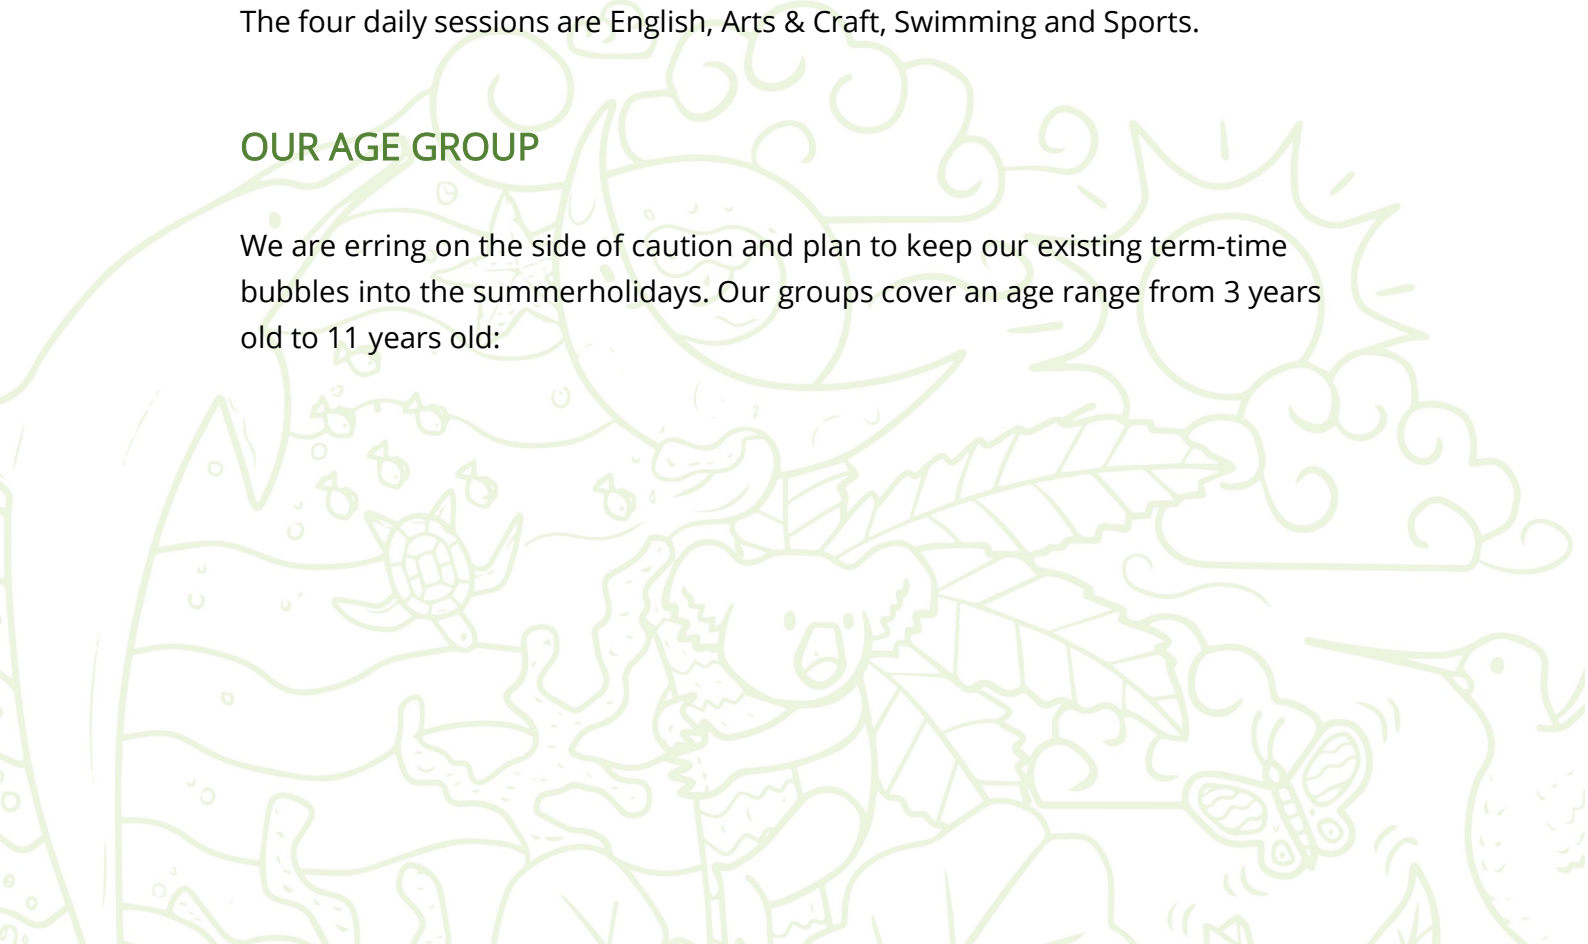 The four daily sessions are English, Arts & Craft, Swimming and Sports.
OUR AGE GROUP
We are erring on the side of caution and plan to keep our existing term-time
bubbles into the summerholidays. Our groups cover an age range from 3 years
old to 11 years old: